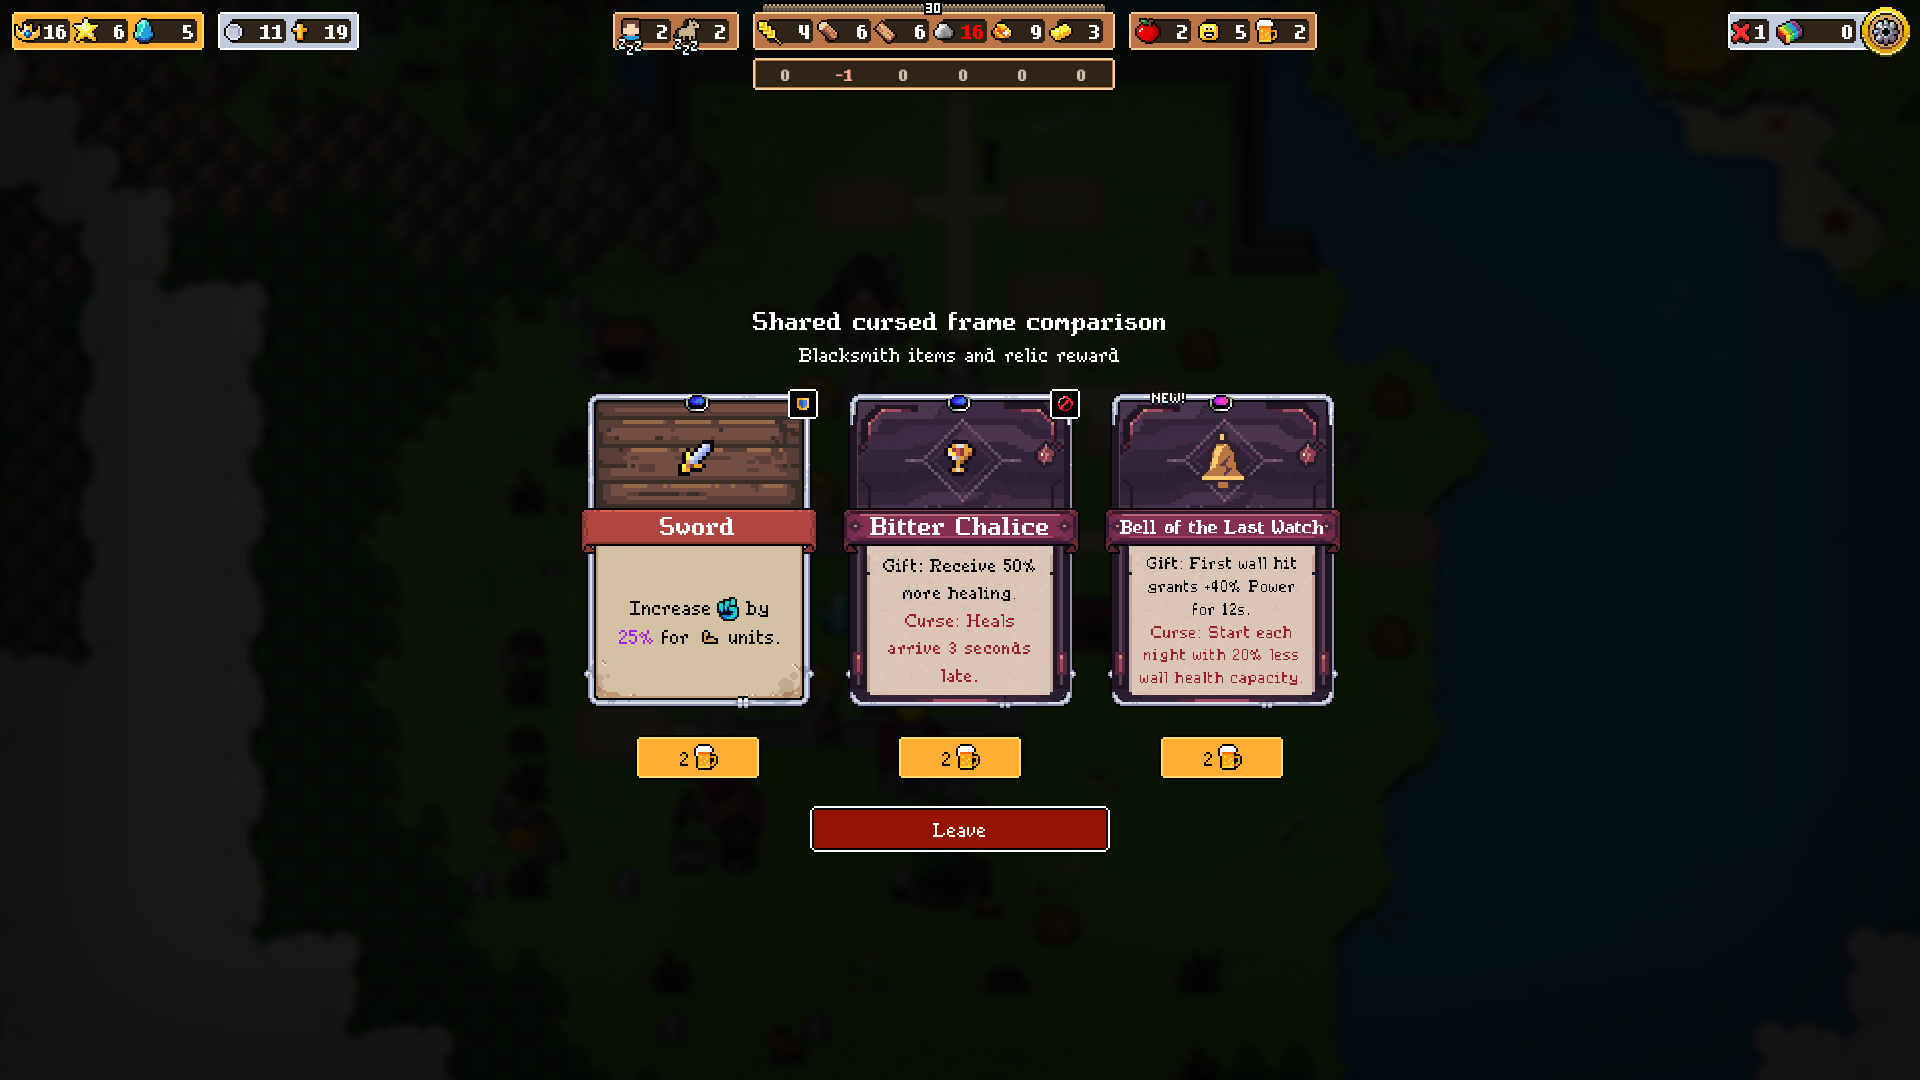 30
16 6 5 11 19 2 2 4 6 6 16 9 3 2 5 2 1 0
zzz zzz
0 -1 0 0 0 0
Shared cursed frame comparison
Blacksmith items and relic reward
NEW!
Sword
Increase by
25% for units.
Bitter Chalice
Gift: Receive 50%
more healing.
Curse: Heals
arrive 3 seconds
late.
Bell of the Last Watch
Gift: First wall hit
grants +40% Power
for 12s.
Curse: Start each
night with 20% less
wall health capacity.
2
2
2
Leave